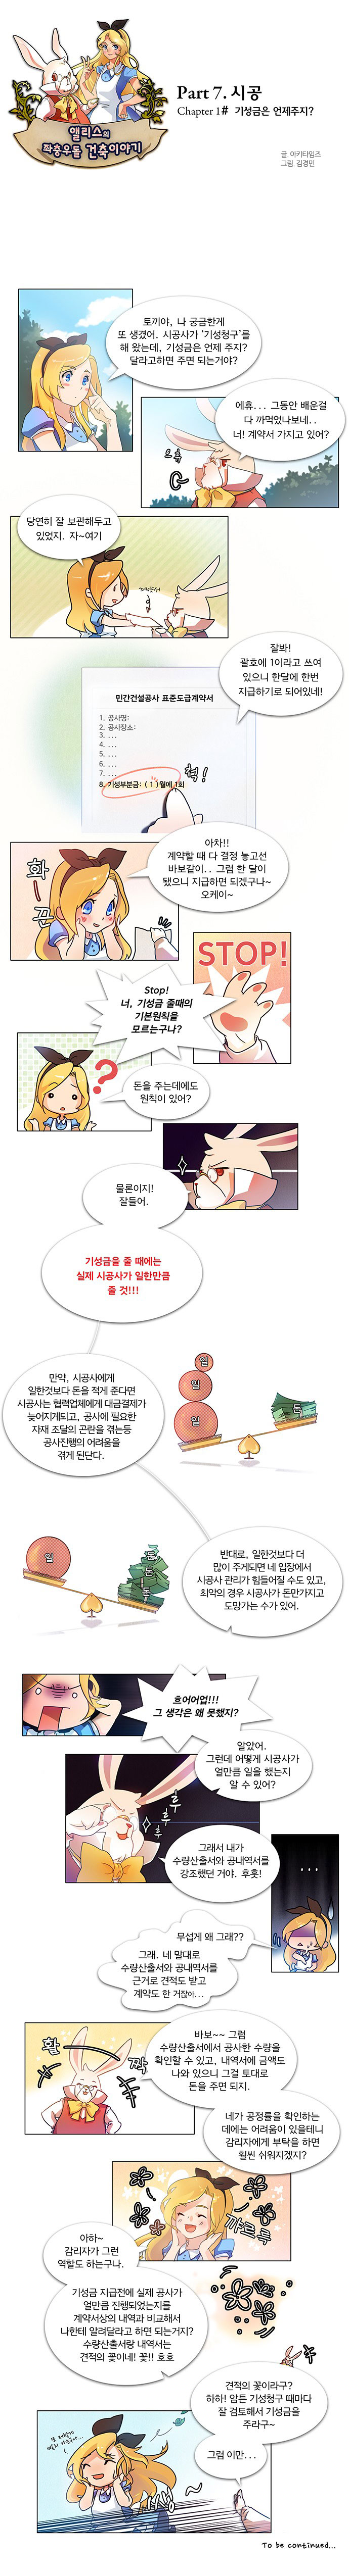 앨리스의
좌충우돌 건축이야기
Part 7. 시공
Chapter 1# 기성금은 언제주지?
글. 아키타임즈
그림. 김경민
토끼야, 나 궁금한게
또 생겼어. 시공사가 '기성청구'를
해 왔는데, 기성금은 언제 주지?
달라고하면 주면 되는거야?
에휴... 그동안 배운걸
다 까먹었나보네..
너! 계약서 가지고 있어?
당연히 잘 보관해두고
있었지. 자~여기
계약서
잘봐!
괄호에 1이라고 쓰여
있으니 한달에 한번
지급하기로 되어있네!
민간건설공사 표준도급계약서
1. 공사명:
2. 공사장소:
3. ...
4. ...
5. ...
6. ...
7. ...
8. 기성부분금: ( 1 )월에 1회
척!
아차!!
계약할 때 다 결정 놓고선
바보같이.. 그럼 한 달이
됐으니 지급하면 되겠구나~
오케이~
화
끈
STOP!
Stop!
너, 기성금 줄때의
기본원칙을
모르는구나?
?
돈을 주는데에도
원칙이 있어?
물론이지!
잘들어.
기성금을 줄 때에는
실제 시공사가 일한만큼
줄 것!!!
만약, 시공사에게
일한것보다 돈을 적게 준다면
시공사는 협력업체에게 대금결제가
늦어지게되고, 공사에 필요한
자재 조달의 곤란을 겪는등
공사진행의 어려움을
겪게 된단다.
일
일
일
돈
일
돈
돈
돈
반대로, 일한것보다 더
많이 주게되면 네 입장에서
시공사 관리가 힘들어질 수도 있고,
최악의 경우 시공사가 돈만가지고
도망가는 수가 있어.
흐어어업!!!
그 생각은 왜 못했지?
알았어.
그런데 어떻게 시공사가
얼만큼 일을 했는지
알 수 있어?
후
후
후
그래서 내가
수량산출서와 공내역서를
강조했던 거야. 후훗!
...
무섭게 왜 그래??
그래. 네 말대로
수량산출서와 공내역서를
근거로 견적도 받고
계약도 한 거잖아...
활
짝
바보~~ 그럼
수량산출서에서 공사한 수량을
확인할 수 있고, 내역서에 금액도
나와 있으니 그걸 토대로
돈을 주면 되지.
네가 공정률을 확인하는
데에는 어려움이 있을테니
감리자에게 부탁을 하면
훨씬 쉬워지겠지?
까르륵
아하~
감리자가 그런
역할도 하는구나.
기성금 지급전에 실제 공사가
얼만큼 진행되었는지를
계약서상의 내역과 비교해서
나한테 알려달라고 하면 되는거지?
수량산출서랑 내역서는
견적의 꽃이네! 꽃!! 호호
견적의 꽃이라구?
하하! 암튼 기성청구 때마다
잘 검토해서 기성금을
주라구~
그럼 이만...
To be continued...